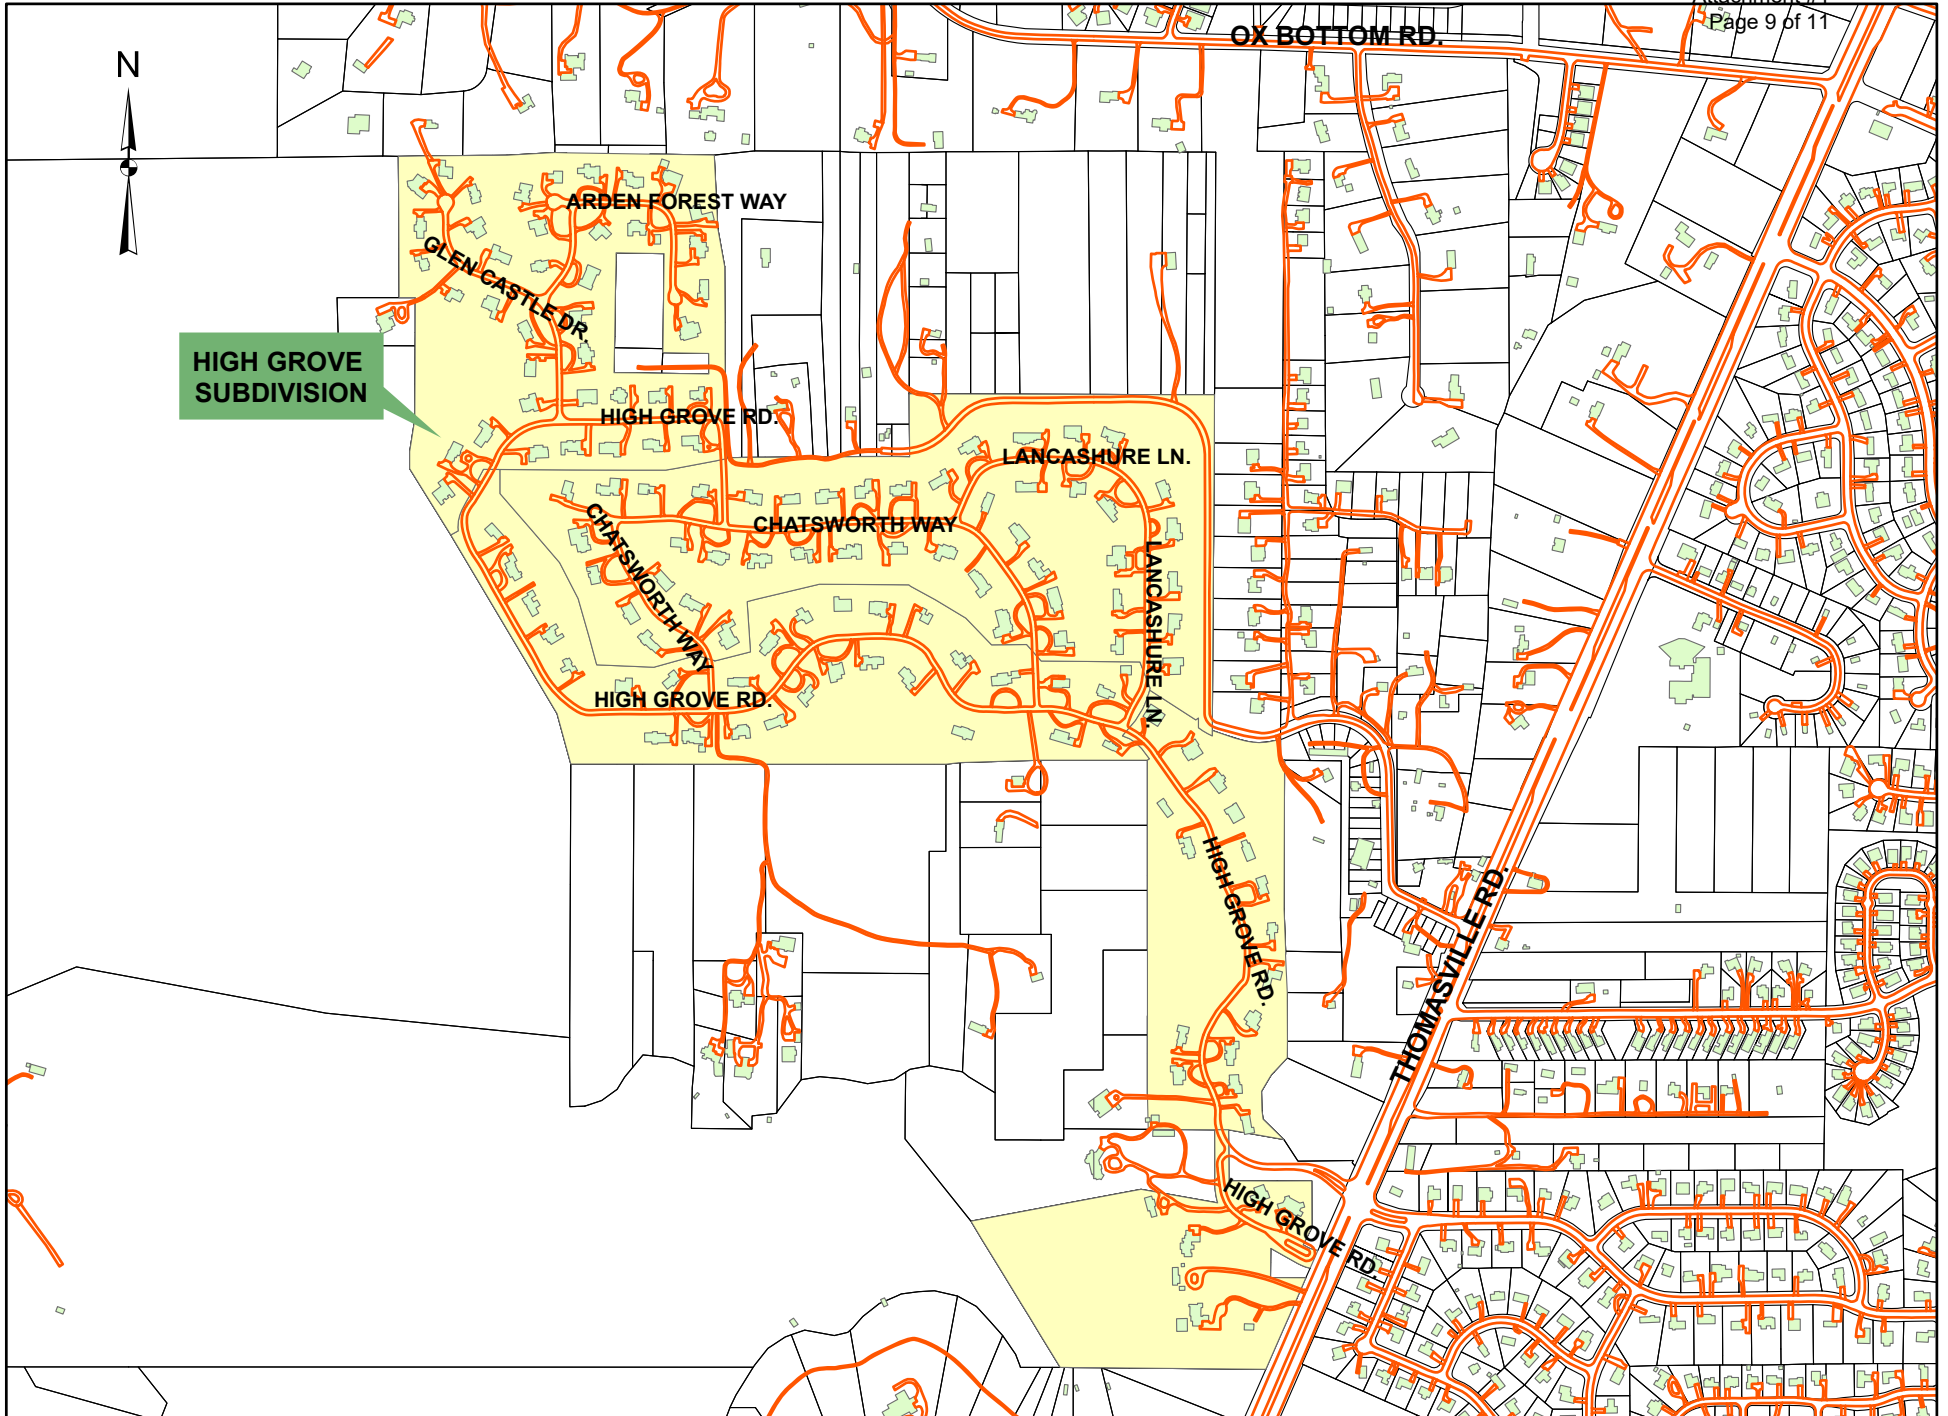 Attachment #1
Page 9 of 11
OX BOTTOM RD.
N
ARDEN FOREST WAY
GLEN CASTLE DR.
HIGH GROVE
SUBDIVISION
HIGH GROVE RD.
LANCASHURE LN.
CHATSWORTH WAY
CHATSWORTH WAY
LANCASHURE LN.
HIGH GROVE RD.
HIGH GROVE RD.
THOMASVILLE RD.
HIGH GROVE RD.